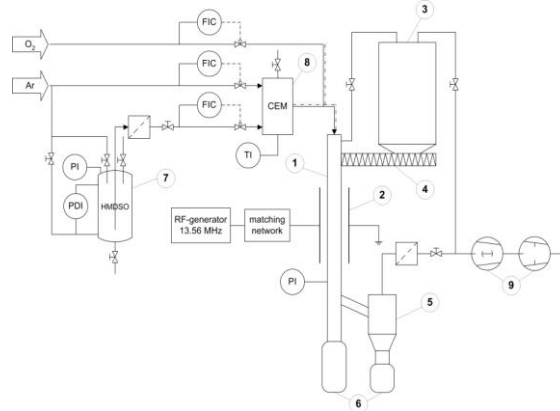 O₂
FIC
3
Ar
FIC
8
CEM
FIC
TI
1
4
PI
7
2
PDI
HMDSO
RF-generator
13.56 MHz
matching
network
9
PI
5
6